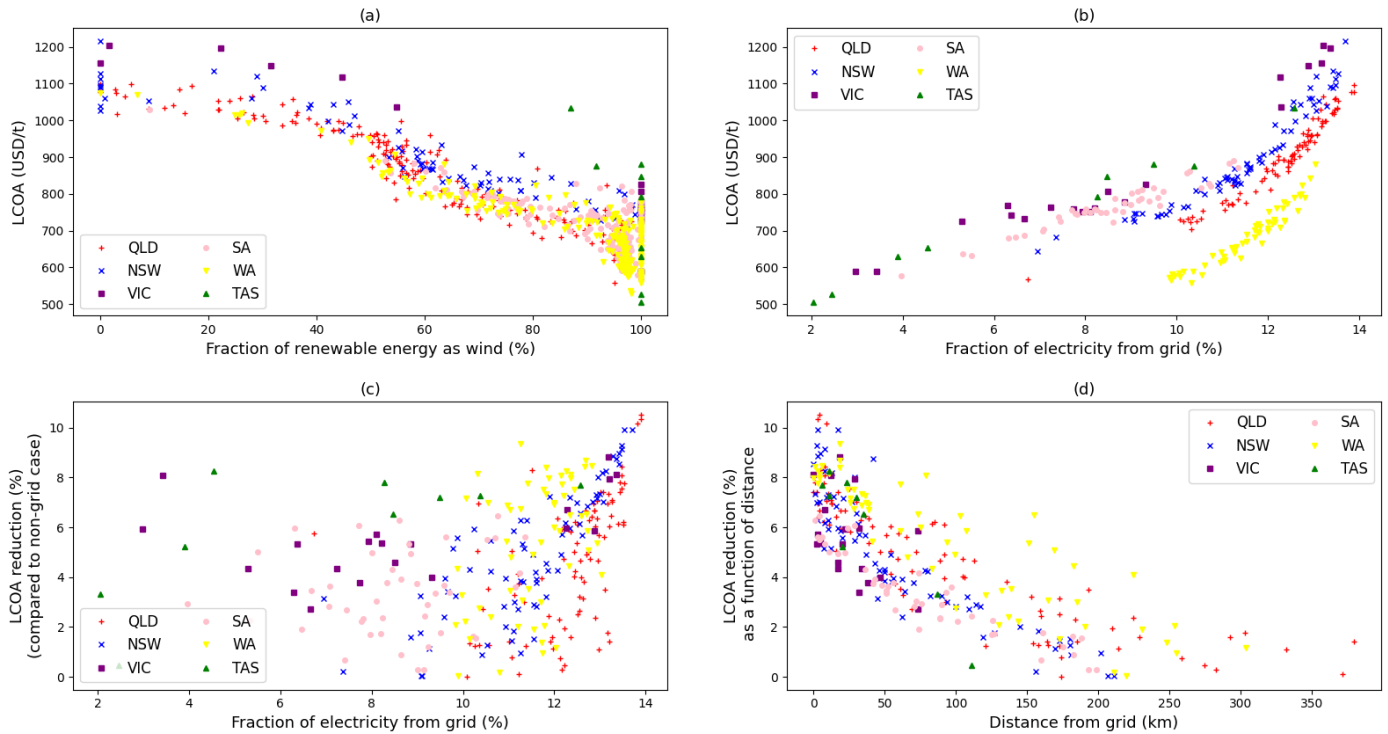 (a)
LCOA (USD/t)
1200
1100
1000
900
800
700
600
500
QLD SA
NSW WA
VIC TAS
0 20 40 60 80 100
Fraction of renewable energy as wind (%)
(b)
LCOA (USD/t)
1200
1100
1000
900
800
700
600
500
QLD SA
NSW WA
VIC TAS
2 4 6 8 10 12 14
Fraction of electricity from grid (%)
(c)
LCOA reduction (%)
(compared to non-grid case)
10
8
6
4
2
0
QLD SA
NSW WA
VIC TAS
2 4 6 8 10 12 14
Fraction of electricity from grid (%)
(d)
LCOA reduction (%)
as a function of distance
10
8
6
4
2
0
QLD SA
NSW WA
VIC TAS
0 50 100 150 200 250 300 350
Distance from grid (km)